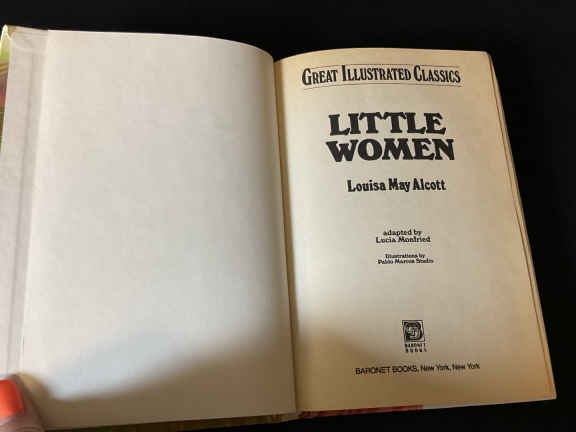 GREAT ILLUSTRATED CLASSICS
LITTLE
WOMEN
Louisa May Alcott
adapted by
Lucia Monfried
Illustrations by
Pablo Marcos Studio
BARONET
BOOKS
BARONET BOOKS, New York, New York